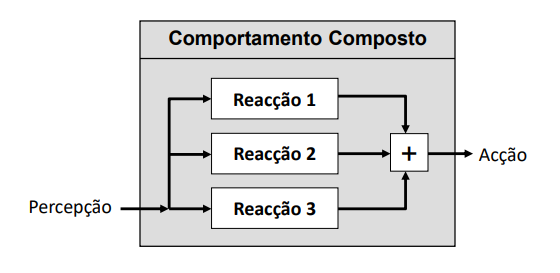 Comportamento Composto
Reacção 1
Reacção 2
+
Acção
Percepção
Reacção 3